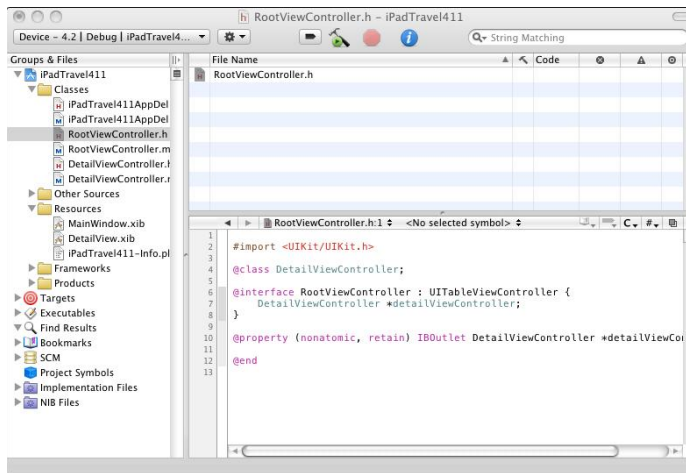 RootViewController.h – iPadTravel411
Device – 4.2 | Debug | iPadTravel4...
String Matching
Groups & Files
File Name
Code
iPadTravel411
Classes
iPadTravel411AppDel
iPadTravel411AppDel
RootViewController.h
RootViewController.m
DetailViewController.h
DetailViewController.r
Other Sources
Resources
MainWindow.xib
DetailView.xib
iPadTravel411-Info.pl
Frameworks
Products
Targets
Executables
Find Results
Bookmarks
SCM
Project Symbols
Implementation Files
NIB Files
RootViewController.h
RootViewController.h:1 <No selected symbol> C #
1
2 #import <UIKit/UIKit.h>
3
4 @class DetailViewController;
5
6 @interface RootViewController : UITableViewController {
7 DetailViewController *detailViewController;
8 }
9
10 @property (nonatomic, retain) IBOutlet DetailViewController *detailViewCo
11
12 @end
13